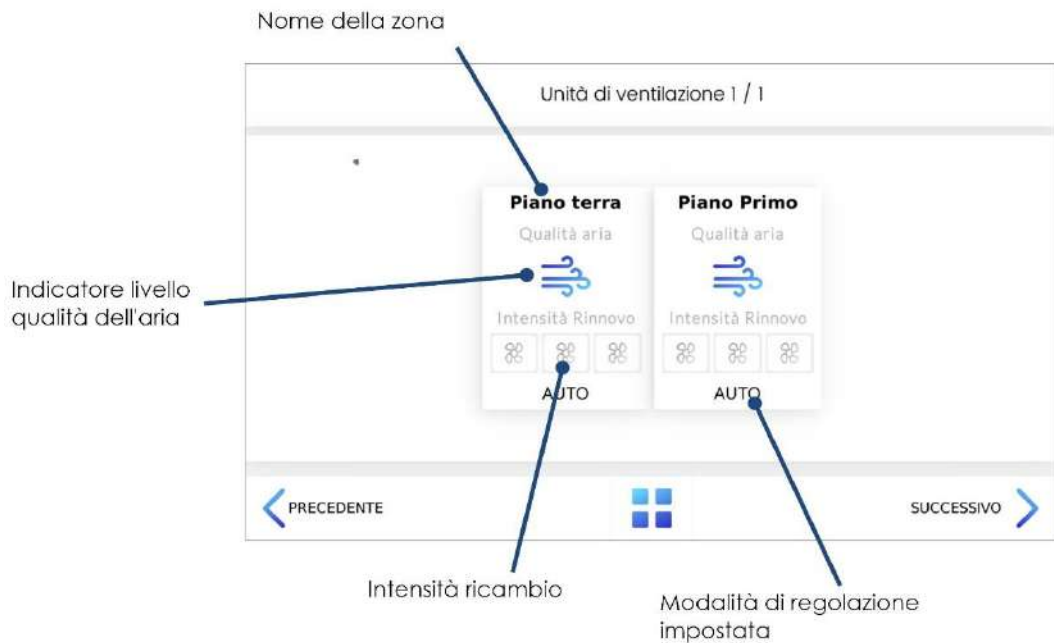 Nome della zona
Unità di ventilazione 1 / 1
Piano terra
Piano Primo
Qualità aria
Qualità aria
Indicatore livello
qualità dell'aria
Intensità Rinnovo
Intensità Rinnovo
AUTO
AUTO
PRECEDENTE
SUCCESSIVO
Intensità ricambio
Modalità di regolazione
impostata